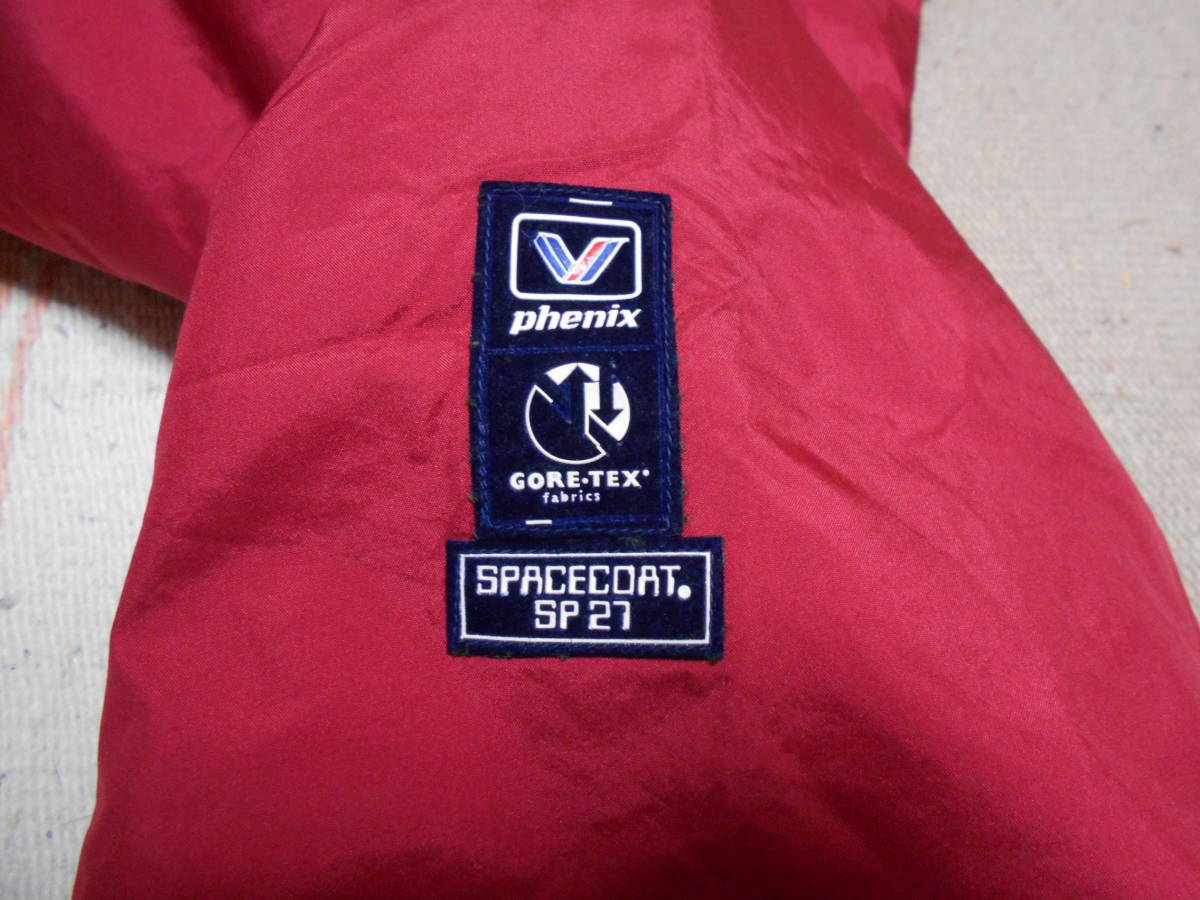 phenix
GORE-TEX®
fabrics
SPACECOAT®
SP 27